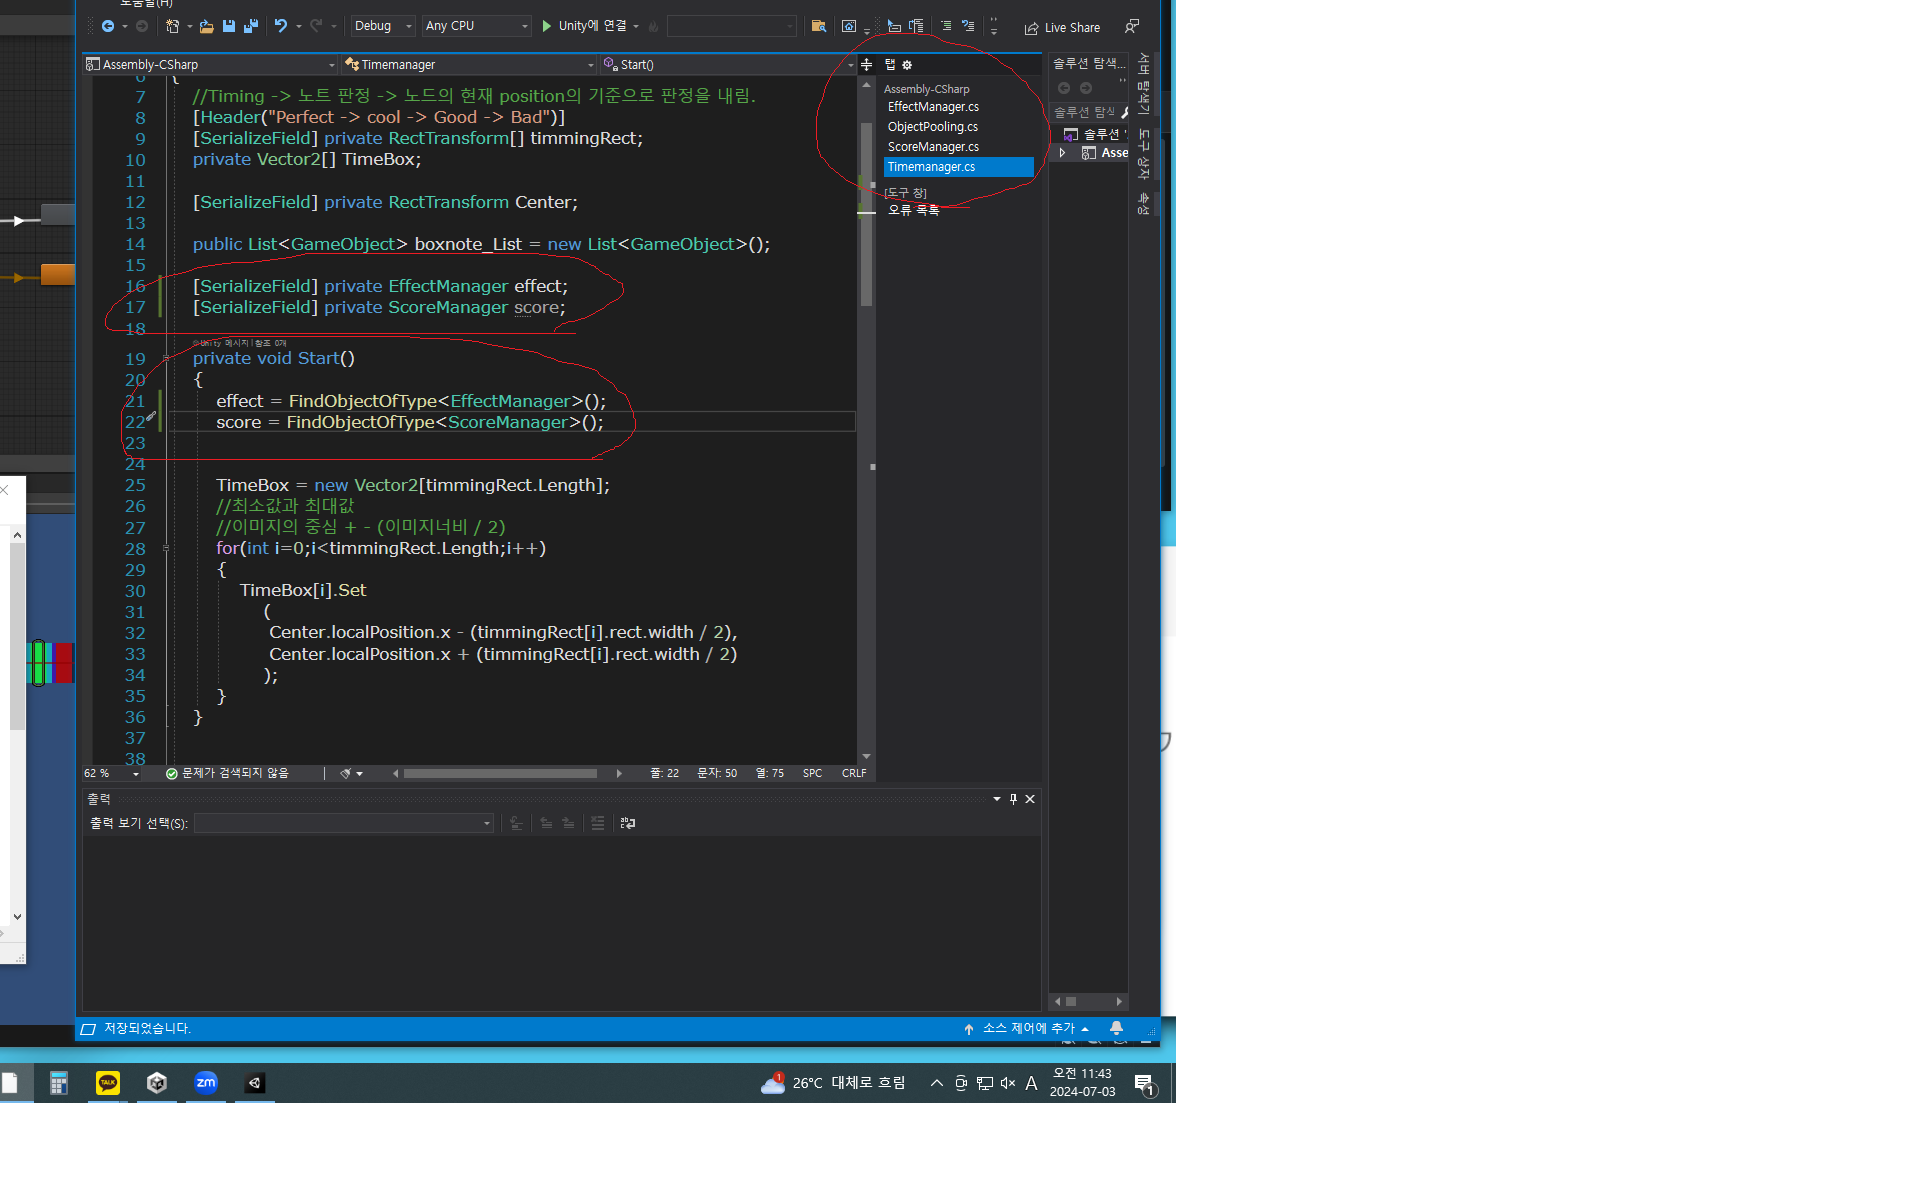 도움말(H)
Debug
Any CPU
Unity에 연결
Live Share
Assembly-CSharp
Timemanager
Start()
탭
Assembly-CSharp
EffectManager.cs
ObjectPooling.cs
ScoreManager.cs
Timemanager.cs
[도구 창]
오류 목록
솔루션 탐색...
솔루션 탐색
솔루션 '
Asse
서버 탐색기
도구 상자
속성
6 {
7 //Timing -> 노트 판정 -> 노드의 현재 position의 기준으로 판정을 내림.
8 [Header("Perfect -> cool -> Good -> Bad")]
9 [SerializeField] private RectTransform[] timmingRect;
10 private Vector2[] TimeBox;
11
12 [SerializeField] private RectTransform Center;
13
14 public List<GameObject> boxnote_List = new List<GameObject>();
15
16 [SerializeField] private EffectManager effect;
17 [SerializeField] private ScoreManager score;
18
Unity 메시지 | 참조 0개
19 private void Start()
20 {
21 effect = FindObjectOfType<EffectManager>();
22 score = FindObjectOfType<ScoreManager>();
23
24
25 TimeBox = new Vector2[timmingRect.Length];
26 //최소값과 최대값
27 //이미지의 중심 + - (이미지너비 / 2)
28 for(int i=0;i<timmingRect.Length;i++)
29 {
30 TimeBox[i].Set
31 (
32 Center.localPosition.x - (timmingRect[i].rect.width / 2),
33 Center.localPosition.x + (timmingRect[i].rect.width / 2)
34 );
35 }
36 }
37
38
62 %
문제가 검색되지 않음
줄: 22 문자: 50 열: 75 SPC CRLF
출력
출력 보기 선택(S):
저장되었습니다.
소스 제어에 추가
TALK
zm
1
26°C 대체로 흐림
A
오전 11:43
2024-07-03
1